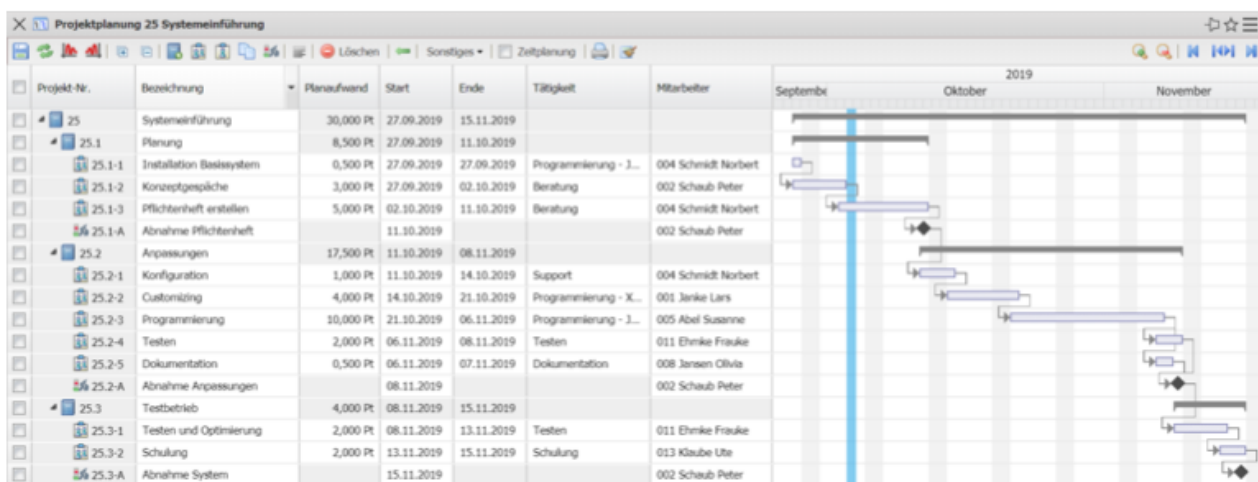 Projektplanung 25 Systemeinführung
Löschen Sonstiges Zeitplanung
2019
Projekt-Nr. Bezeichnung Planaufwand Start Ende Tätigkeit Mitarbeiter Septembe Oktober November
25 Systemeinführung 30,000 Pt 27.09.2019 15.11.2019
25.1 Planung 8,500 Pt 27.09.2019 11.10.2019
25.1-1 Installation Basissystem 0,500 Pt 27.09.2019 27.09.2019 Programmierung - J... 004 Schmidt Norbert
25.1-2 Konzeptgespäche 3,000 Pt 27.09.2019 02.10.2019 Beratung 002 Schaub Peter
25.1-3 Pflichtenheft erstellen 5,000 Pt 02.10.2019 11.10.2019 Beratung 004 Schmidt Norbert
25.1-A Abnahme Pflichtenheft 11.10.2019 002 Schaub Peter
25.2 Anpassungen 17,500 Pt 11.10.2019 08.11.2019
25.2-1 Konfiguration 1,000 Pt 11.10.2019 14.10.2019 Support 004 Schmidt Norbert
25.2-2 Customizing 4,000 Pt 14.10.2019 21.10.2019 Programmierung - X... 001 Janke Lars
25.2-3 Programmierung 10,000 Pt 21.10.2019 06.11.2019 Programmierung - J... 005 Abel Susanne
25.2-4 Testen 2,000 Pt 06.11.2019 08.11.2019 Testen 011 Ehmke Frauke
25.2-5 Dokumentation 0,500 Pt 06.11.2019 07.11.2019 Dokumentation 008 Jansen Olivia
25.2-A Abnahme Anpassungen 08.11.2019 002 Schaub Peter
25.3 Testbetrieb 4,000 Pt 08.11.2019 15.11.2019
25.3-1 Testen und Optimierung 2,000 Pt 08.11.2019 13.11.2019 Testen 011 Ehmke Frauke
25.3-2 Schulung 2,000 Pt 13.11.2019 15.11.2019 Schulung 013 Klaube Ute
25.3-A Abnahme System 15.11.2019 002 Schaub Peter